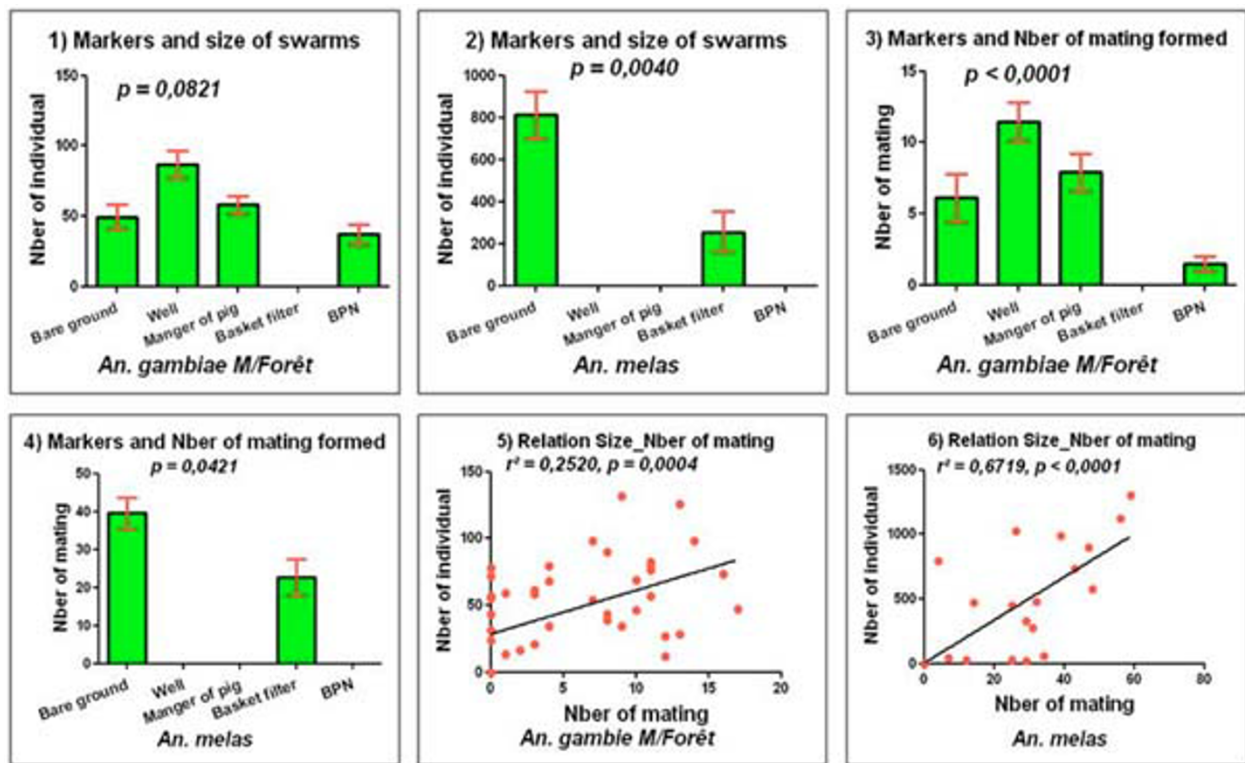 1) Markers and size of swarms
p = 0,0821
150
100
50
0
Nber of individual
Bare ground
Well
Manger of pig
Basket filter
BPN
An. gambiae M/Forêt
2) Markers and size of swarms
p = 0,0040
1000
800
600
400
200
0
Nber of individual
Bare ground
Well
Manger of pig
Basket filter
BPN
An. melas
3) Markers and Nber of mating formed
p < 0,0001
15
10
5
0
Nber of mating
Bare ground
Well
Manger of pig
Basket filter
BPN
An. gambiae M/Forêt
4) Markers and Nber of mating formed
p = 0,0421
50
40
30
20
10
0
Nber of mating
Bare ground
Well
Manger of pig
Basket filter
BPN
An. melas
5) Relation Size_Nber of mating
r² = 0,2520, p = 0,0004
150
100
50
0
Nber of individual
0 5 10 15 20
Nber of mating
An. gambie M/Forêt
6) Relation Size_Nber of mating
r² = 0,6719, p < 0,0001
1500
1000
500
0
Nber of individual
0 20 40 60 80
Nber of mating
An. melas